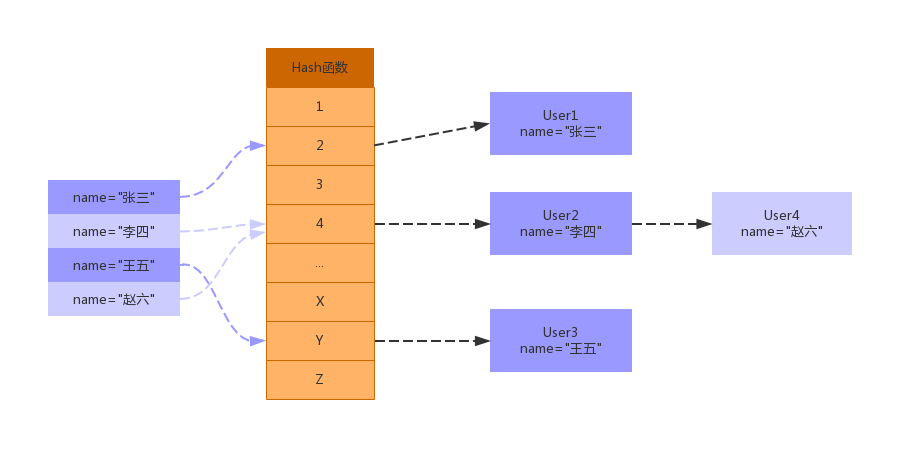 name="张三"
name="李四"
name="王五"
name="赵六"
Hash函数
1
2
3
4
...
X
Y
Z
User1
name="张三"
User2
name="李四"
User4
name="赵六"
User3
name="王五"